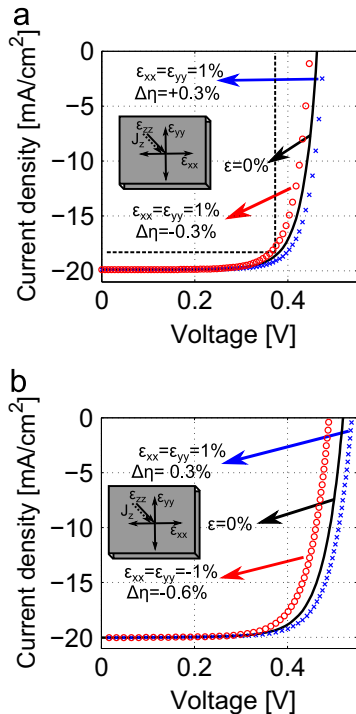 a
Current density [mA/cm²]
0
−5
−10
−15
−20
εxx=εyy=1%
Δη=+0.3%
εzz
εyy
Jz
εxx
ε=0%
εxx=εyy=1%
Δη=-0.3%
0
0.2
0.4
Voltage [V]
b
Current density [mA/cm²]
0
−5
−10
−15
−20
εxx=εyy=1%
Δη= 0.3%
εzz
εyy
Jz
εxx
ε=0%
εxx=εyy=-1%
Δη=-0.6%
0
0.2
0.4
Voltage [V]